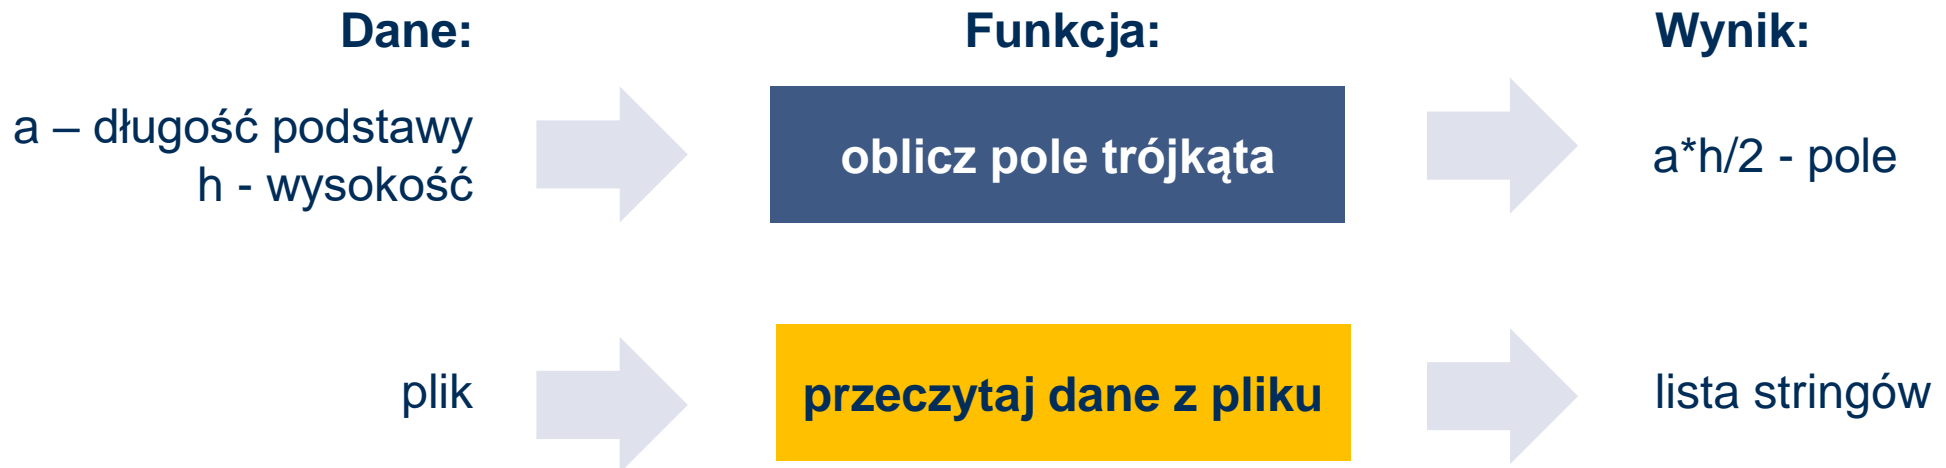 Dane:
Funkcja:
Wynik:
a – długość podstawy
h - wysokość
oblicz pole trójkąta
a*h/2 - pole
plik
przeczytaj dane z pliku
lista stringów